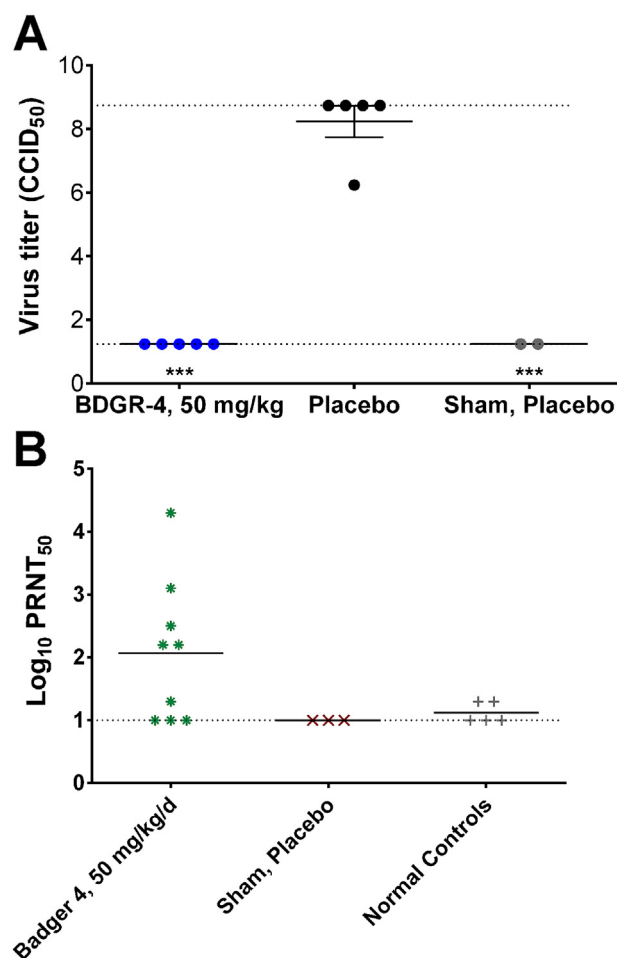 A
Virus titer (CCID50)
10
8
6
4
2
0
***
***
BDGR-4, 50 mg/kg
Placebo
Sham, Placebo
B
Log10 PRNT50
5
4
3
2
1
0
Badger 4, 50 mg/kg/d
Sham, Placebo
Normal Controls